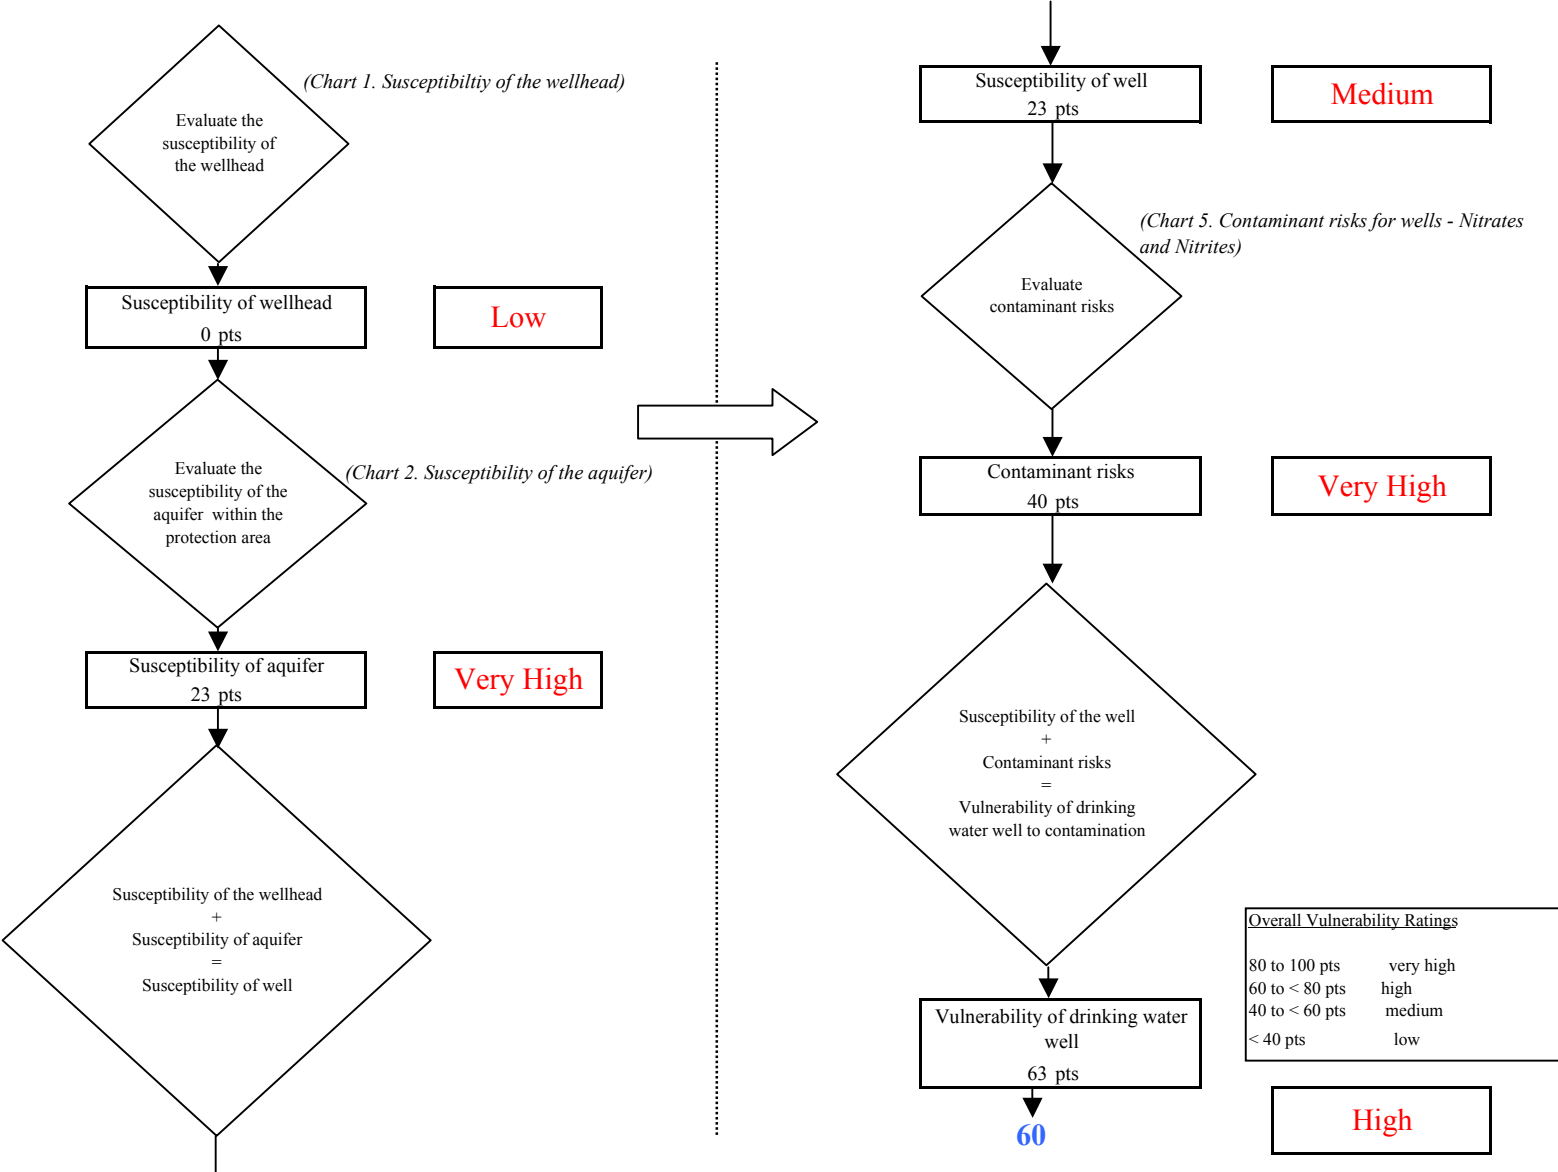 (Chart 1. Susceptibiltiy of the wellhead)
Evaluate the
susceptibility of
the wellhead
Susceptibility of wellhead
0 pts
Low
(Chart 2. Susceptibility of the aquifer)
Evaluate the
susceptibility of the
aquifer within the
protection area
Susceptibility of aquifer
23 pts
Very High
Susceptibility of the wellhead
+
Susceptibility of aquifer
=
Susceptibility of well
Susceptibility of well
23 pts
Medium
(Chart 5. Contaminant risks for wells - Nitrates
and Nitrites)
Evaluate
contaminant risks
Contaminant risks
40 pts
Very High
Susceptibility of the well
+
Contaminant risks
=
Vulnerability of drinking
water well to contamination
Overall Vulnerability Ratings
80 to 100 pts very high
60 to < 80 pts high
40 to < 60 pts medium
< 40 pts low
Vulnerability of drinking water
well
63 pts
60
High